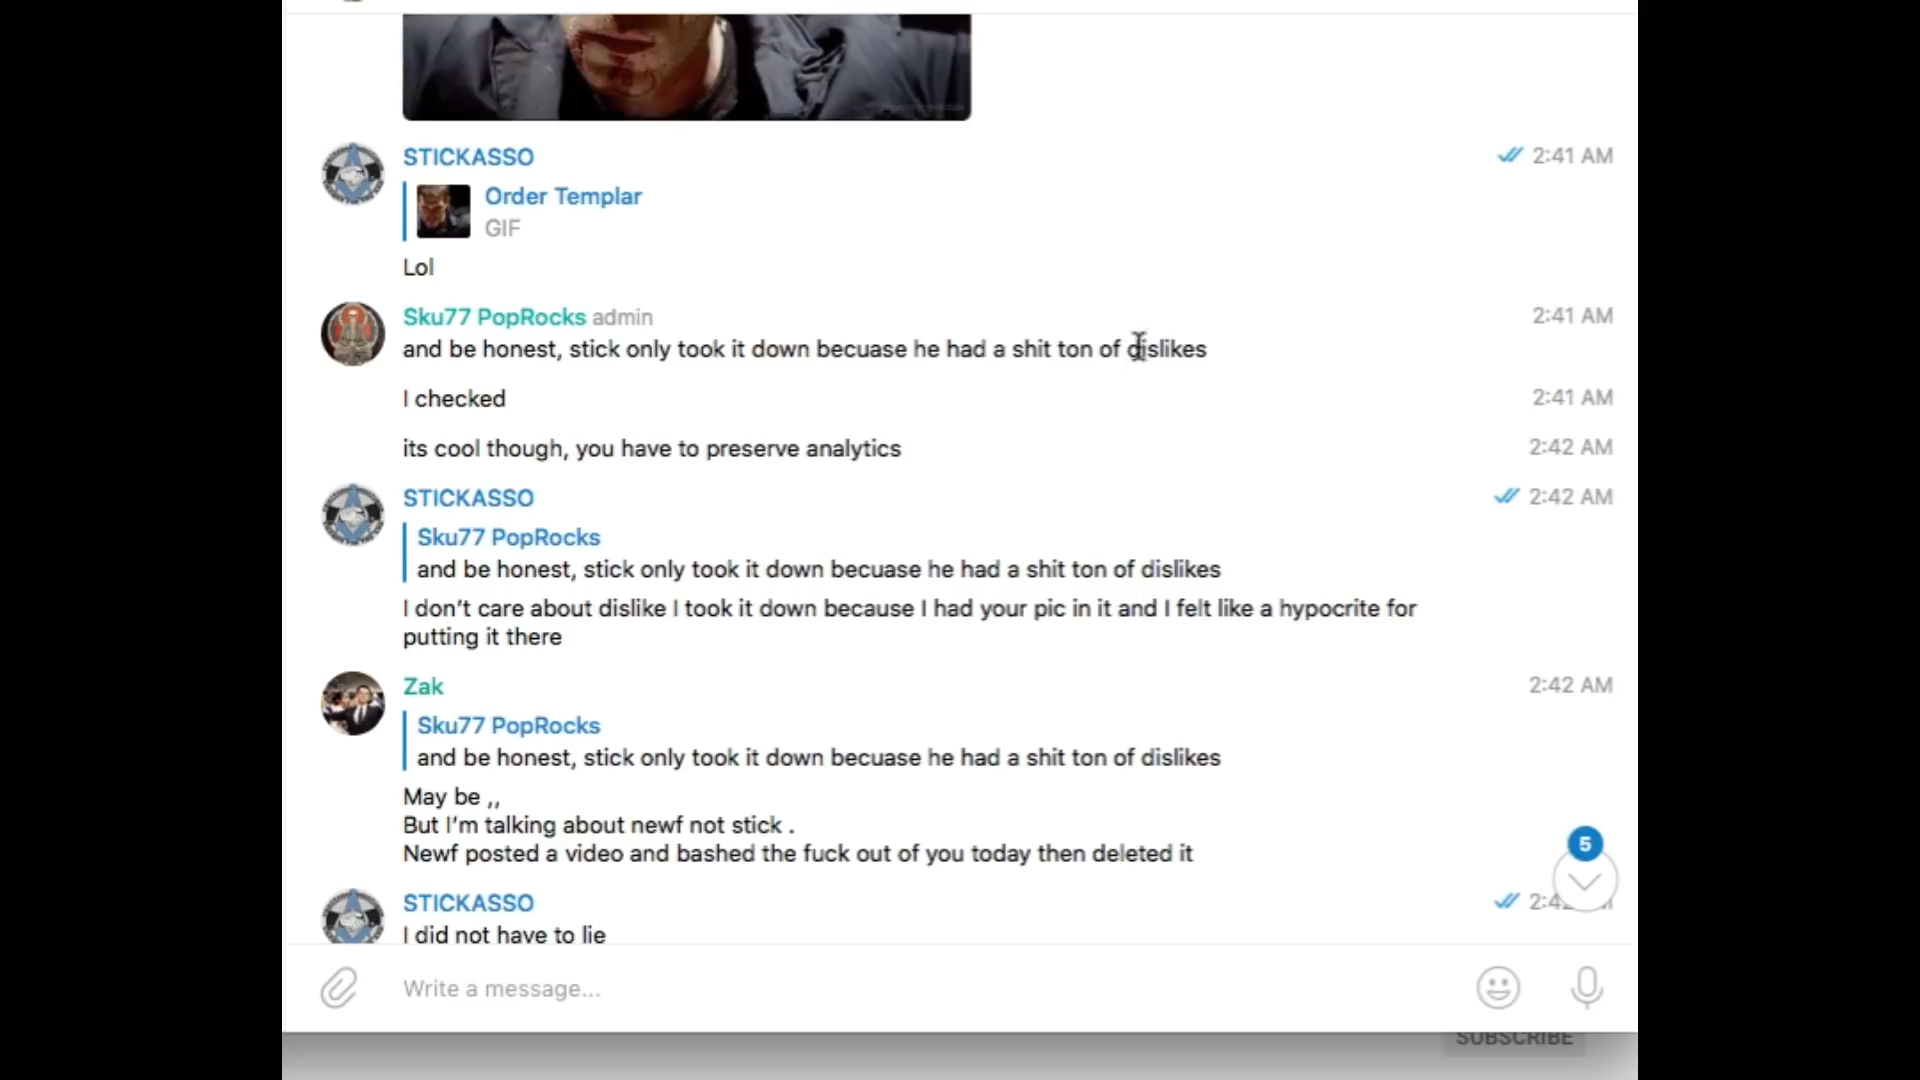 STICKASSO 2:41 AM
Order Templar
GIF
Lol
Sku77 PopRocks admin 2:41 AM
and be honest, stick only took it down becuase he had a shit ton of dislikes
I checked 2:41 AM
its cool though, you have to preserve analytics 2:42 AM
STICKASSO 2:42 AM
Sku77 PopRocks
and be honest, stick only took it down becuase he had a shit ton of dislikes
I don't care about dislike I took it down because I had your pic in it and I felt like a hypocrite for
putting it there
Zak 2:42 AM
Sku77 PopRocks
and be honest, stick only took it down becuase he had a shit ton of dislikes
May be ,,
But I'm talking about newf not stick .
5
Newf posted a video and bashed the fuck out of you today then deleted it
STICKASSO
I did not have to lie
Write a message...
SUBSCRIBE